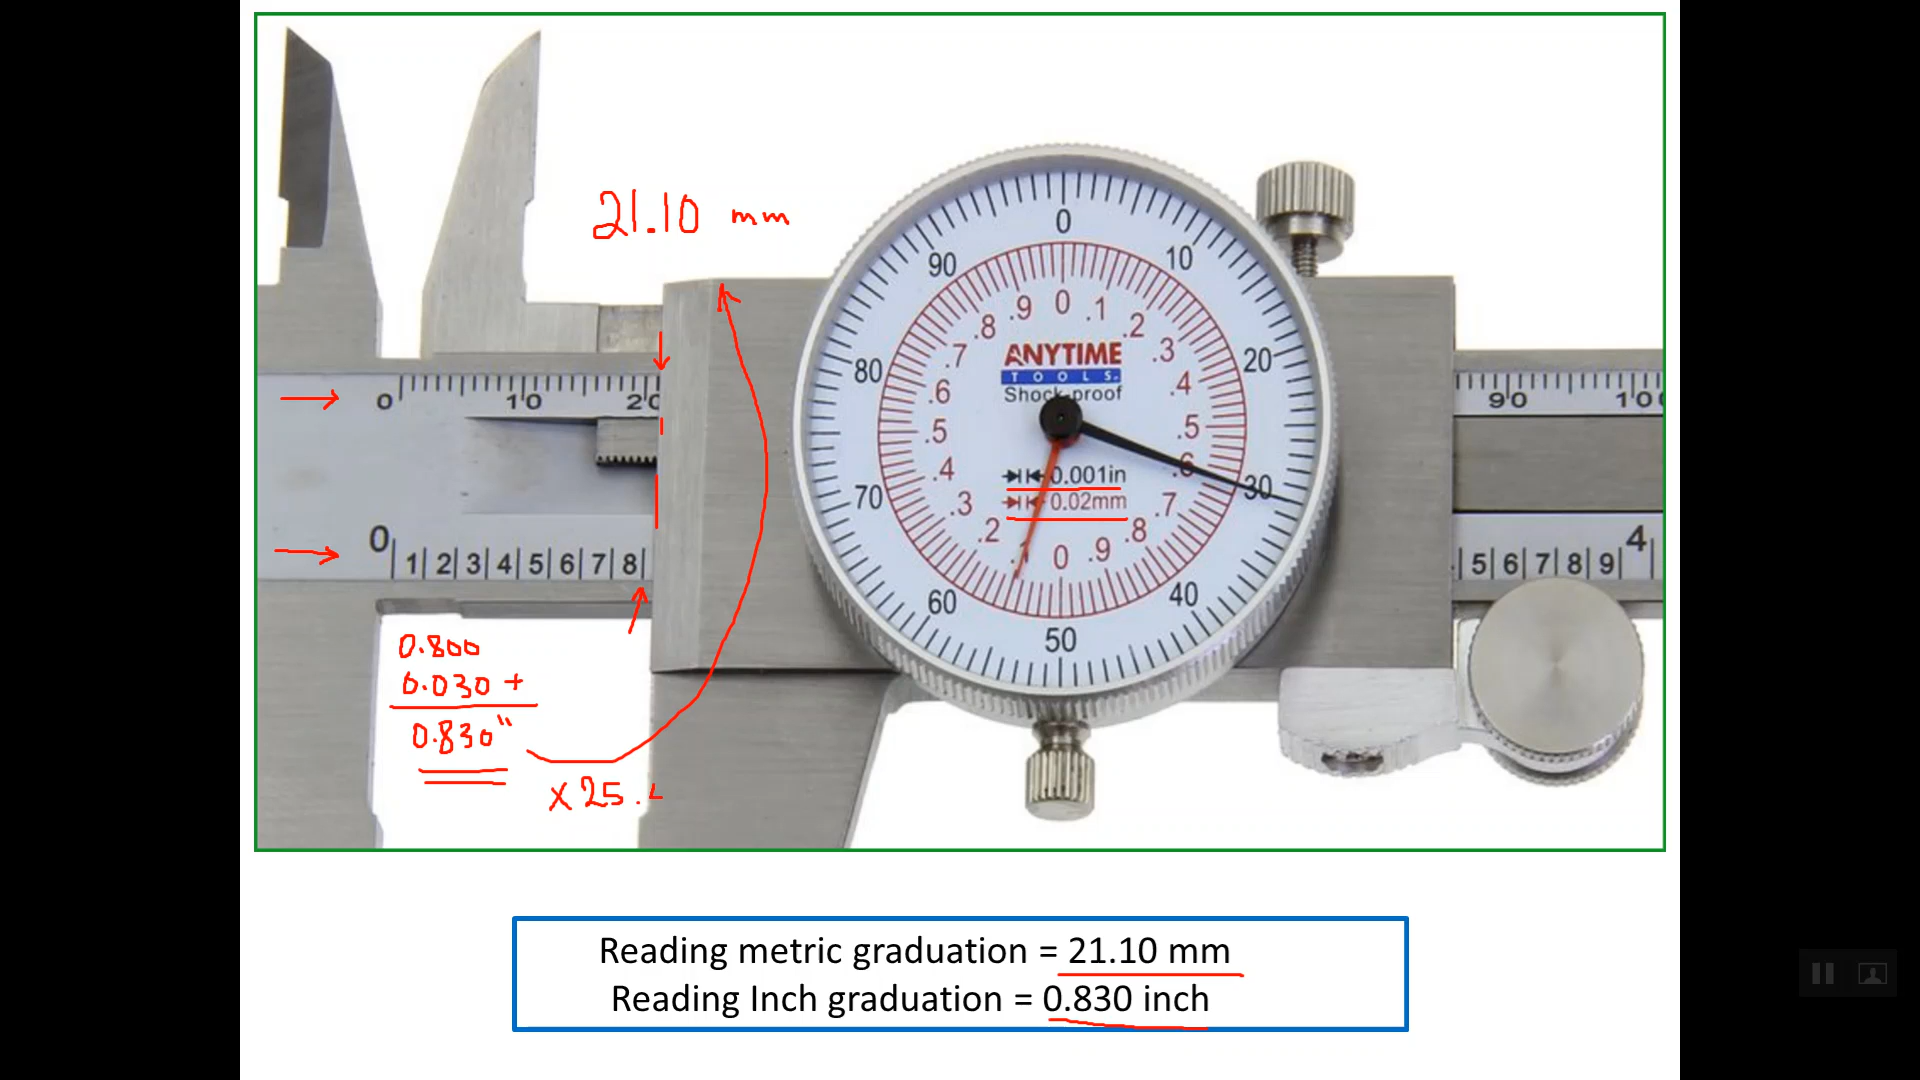 21.10 mm
0
10
20
30
40
50
60
70
80
90
0 .1 .2 .3 .4 .5 .6 .7 .8 .9
0 .1 .2 .3 .4 .5 .6 .7 .8 .9
ANYTIME
TOOLS.
Shock-proof
0.001in
0.02mm
0 10 20
90 100
0 1 2 3 4 5 6 7 8
5 6 7 8 9 4
0.800
0.030 +
0.830"
x 25.4
Reading metric graduation = 21.10 mm
Reading Inch graduation = 0.830 inch